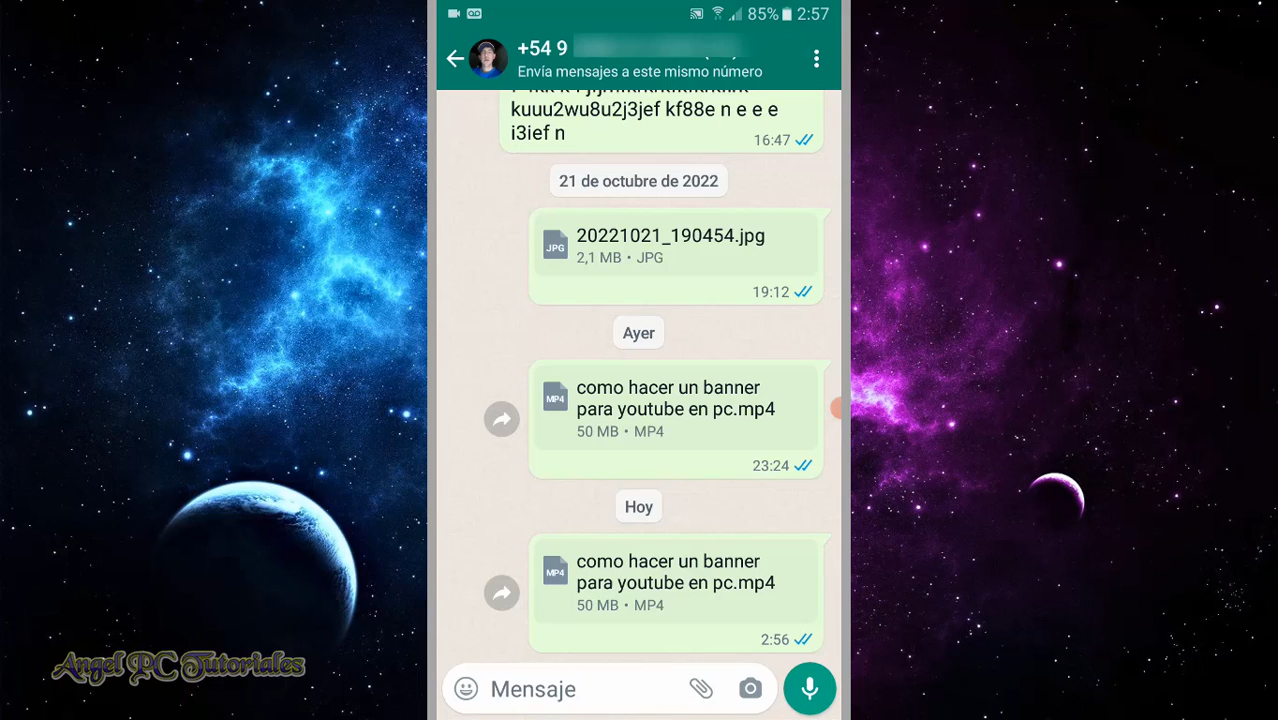 85% 2:57
+54 9
Envía mensajes a este mismo número
kuuu2wu8u2j3jef kf88e n e e e
i3ief n
16:47
21 de octubre de 2022
20221021_190454.jpg
JPG
2,1 MB • JPG
19:12
Ayer
como hacer un banner
para youtube en pc.mp4
MP4
50 MB • MP4
23:24
Hoy
como hacer un banner
para youtube en pc.mp4
MP4
50 MB • MP4
2:56
Mensaje
Angel PC Tutoriales